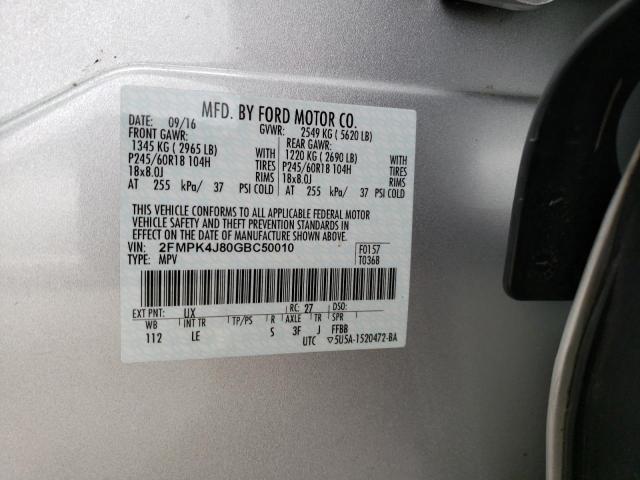 MFD. BY FORD MOTOR CO.
DATE: 09/16 GVWR: 2549 KG ( 5620 LB)
FRONT GAWR: REAR GAWR:
1345 KG ( 2965 LB) WITH 1220 KG ( 2690 LB) WITH
P245/60R18 104H TIRES P245/60R18 104H TIRES
18x8.0J RIMS 18x8.0J RIMS
AT 255 kPa/ 37 PSI COLD AT 255 kPa/ 37 PSI COLD
THIS VEHICLE CONFORMS TO ALL APPLICABLE FEDERAL MOTOR
VEHICLE SAFETY AND THEFT PREVENTION STANDARDS IN
EFFECT ON THE DATE OF MANUFACTURE SHOWN ABOVE.
VIN: 2FMPK4J80GBC50010 F0157
TYPE: MPV T036B
EXT PNT: UX RC: 27 DSO:
WB INT TR TP/PS R AXLE TR SPR
112 LE S 3F J FFBB
UTC ▽5U5A-1520472-BA